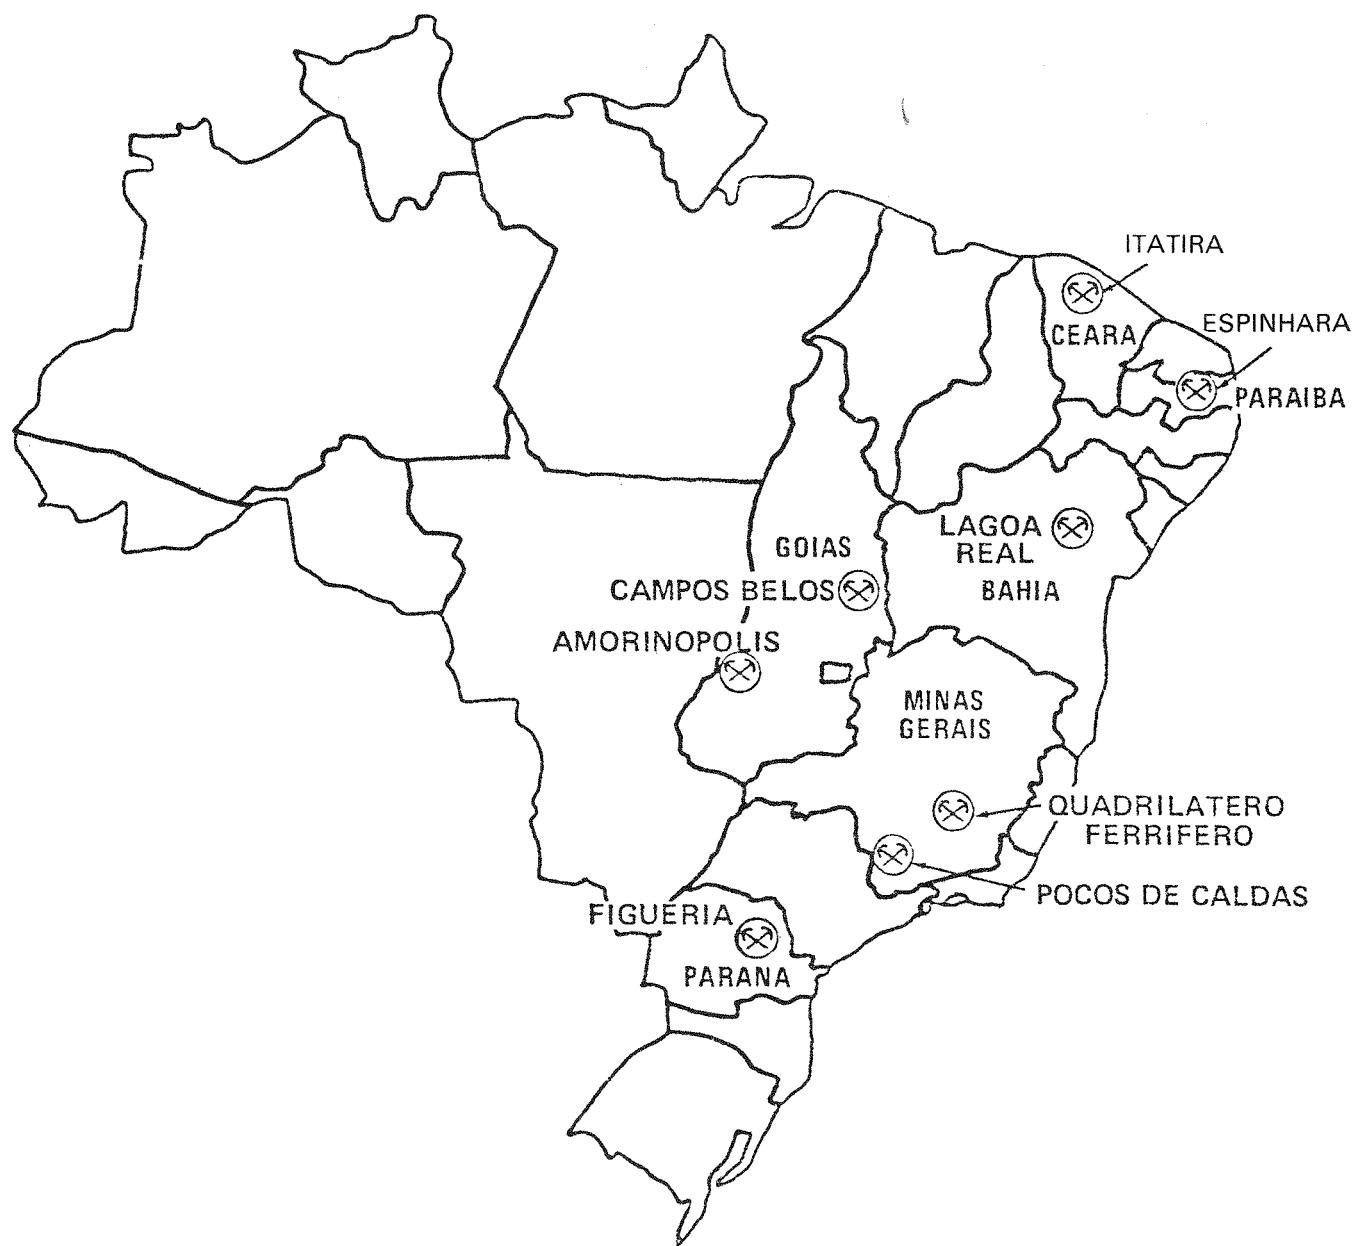 ITATIRA
ESPINHARA
CEARA
PARAIBA
LAGOA
REAL
BAHIA
GOIAS
CAMPOS BELOS
AMORINOPOLIS
MINAS
GERAIS
QUADRILATERO
FERRIFERO
POCOS DE CALDAS
FIGUERIA
PARANA